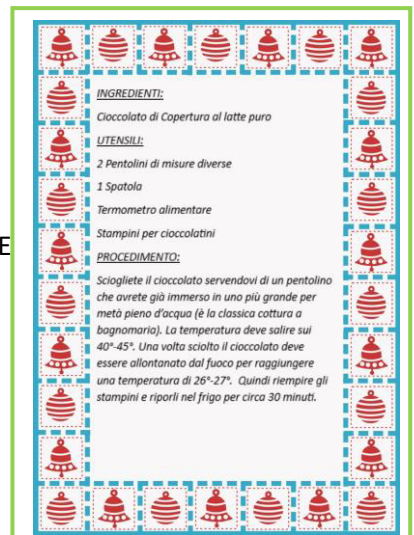 INGREDIENTI:
Cioccolato di Copertura al latte puro
UTENSILI:
2 Pentolini di misure diverse
1 Spatola
Termometro alimentare
Stampini per cioccolatini
PROCEDIMENTO:
Sciogliete il cioccolato servendovi di un pentolino
che avrete già immerso in uno più grande per
metà pieno d'acqua (è la classica cottura a
bagnomaria). La temperatura deve salire sui
40°-45°. Una volta sciolto il cioccolato deve
essere allontanato dal fuoco per raggiungere
una temperatura di 26°-27°. Quindi riempire gli
stampini e riporli nel frigo per circa 30 minuti.
E